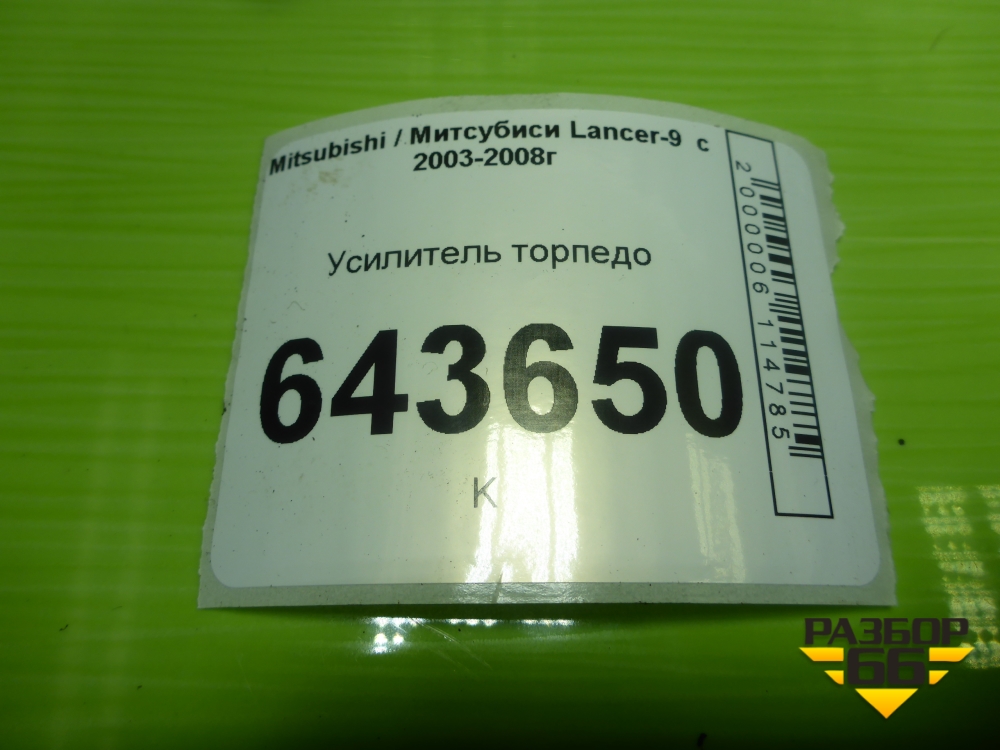 Mitsubishi / Митсубиси Lancer-9 с
2003-2008г
Усилитель торпедо
643650
К
2000006114785
РАЗБОР
66